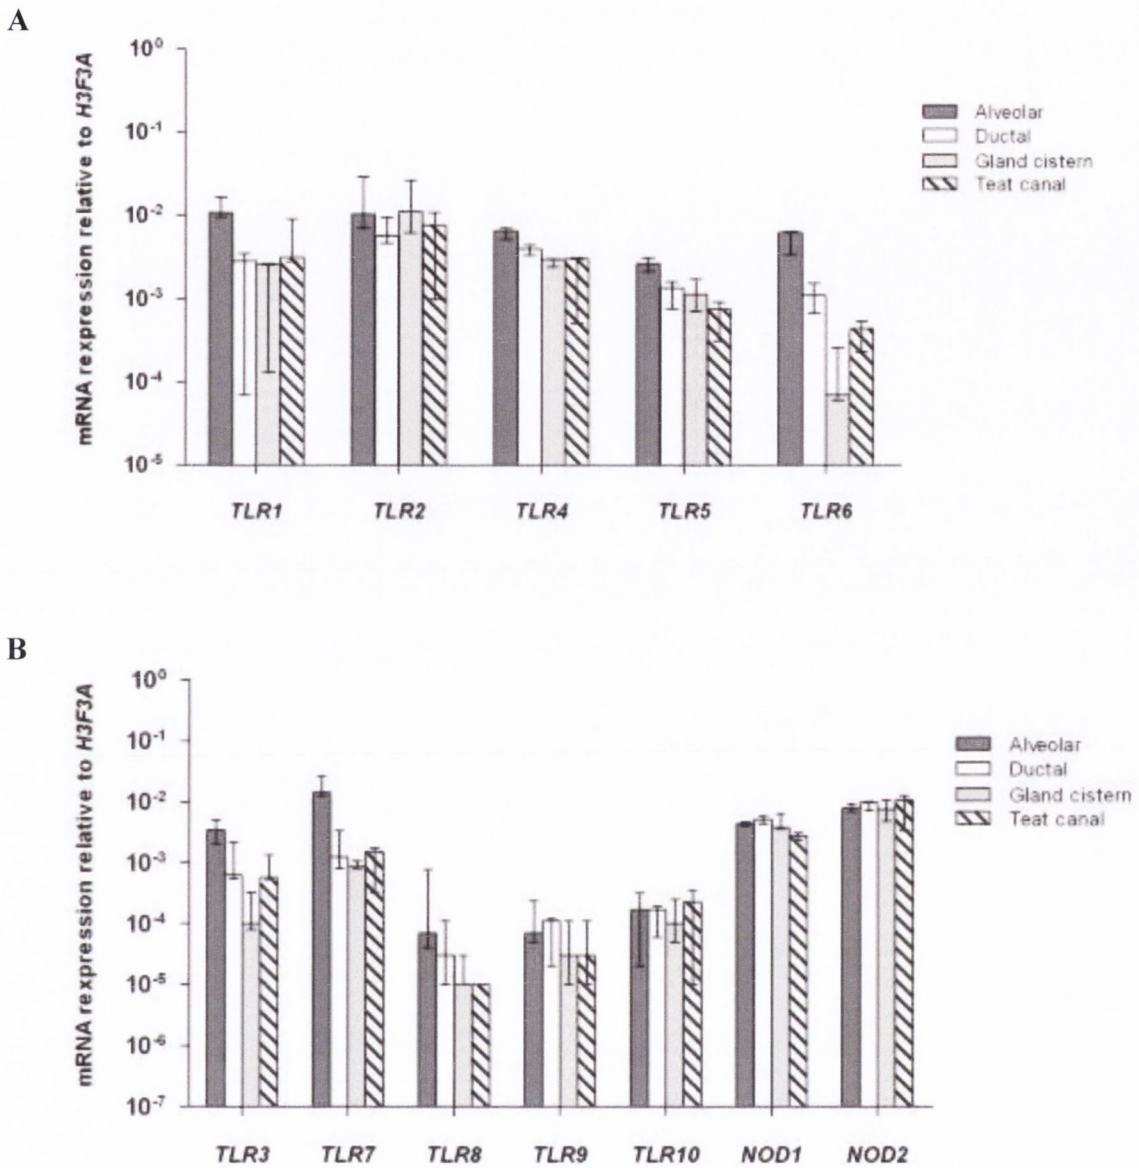 A
mRNA rexpression relative to H3F3A
10⁰
10⁻¹
10⁻²
10⁻³
10⁻⁴
10⁻⁵
TLR1 TLR2 TLR4 TLR5 TLR6
Alveolar
Ductal
Gland cistern
Teat canal
B
mRNA rexpression relative to H3F3A
10⁰
10⁻¹
10⁻²
10⁻³
10⁻⁴
10⁻⁵
10⁻⁶
10⁻⁷
TLR3 TLR7 TLR8 TLR9 TLR10 NOD1 NOD2
Alveolar
Ductal
Gland cistern
Teat canal